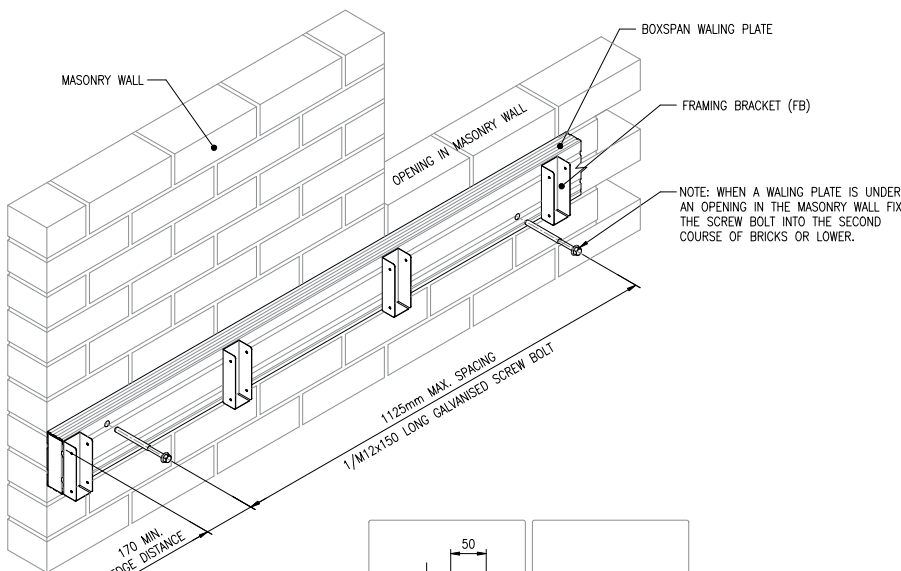 BOXSPAN WALING PLATE
MASONRY WALL
FRAMING BRACKET (FB)
OPENING IN MASONRY WALL
NOTE: WHEN A WALING PLATE IS UNDER
AN OPENING IN THE MASONRY WALL FIX
THE SCREW BOLT INTO THE SECOND
COURSE OF BRICKS OR LOWER.
1125mm MAX. SPACING
1/M12x150 LONG GALVANISED SCREW BOLT
170 MIN.
EDGE DISTANCE
50